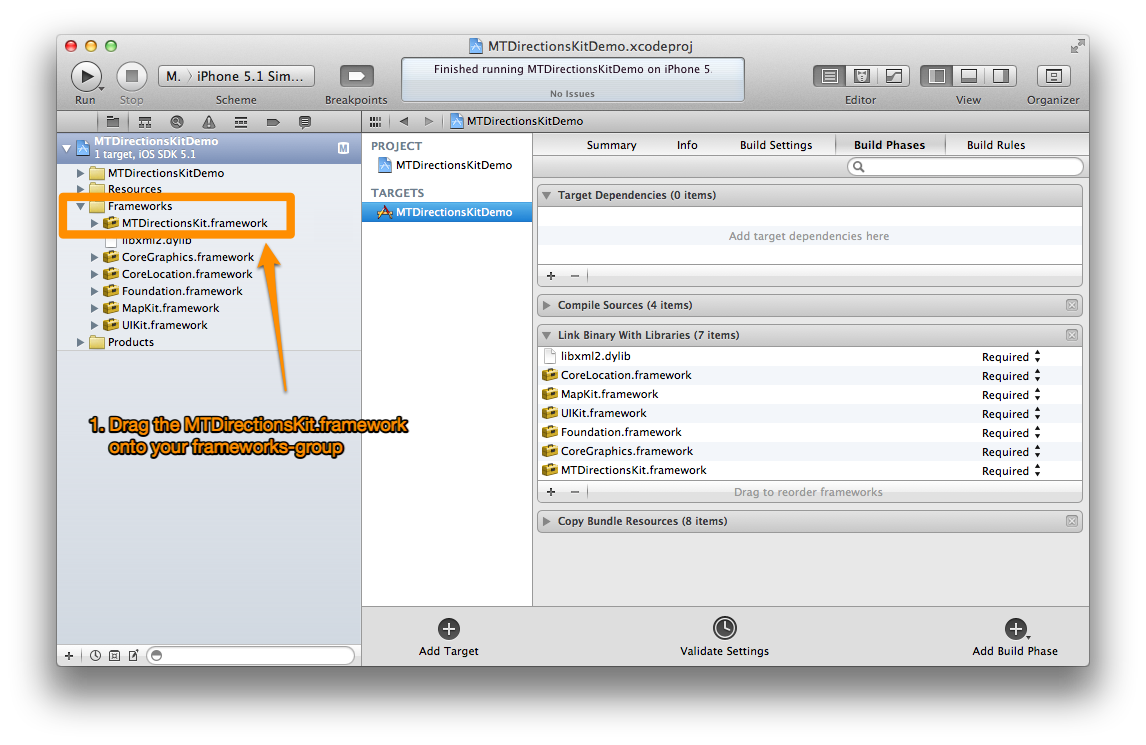 MTDirectionsKitDemo.xcodeproj
M. 〉iPhone 5.1 Sim...
Finished running MTDirectionsKitDemo on iPhone 5.
No Issues
Run
Stop
Scheme
Breakpoints
Editor
View
Organizer
MTDirectionsKitDemo
MTDirectionsKitDemo
1 target, iOS SDK 5.1
M
MTDirectionsKitDemo
Resources
Frameworks
MTDirectionsKit.framework
libxml2.dylib
CoreGraphics.framework
CoreLocation.framework
Foundation.framework
MapKit.framework
UIKit.framework
Products
1. Drag the MTDirectionsKit.framework
onto your frameworks-group
PROJECT
MTDirectionsKitDemo
TARGETS
MTDirectionsKitDemo
Summary
Info
Build Settings
Build Phases
Build Rules
Target Dependencies (0 items)
Add target dependencies here
Compile Sources (4 items)
Link Binary With Libraries (7 items)
libxml2.dylib Required
CoreLocation.framework Required
MapKit.framework Required
UIKit.framework Required
Foundation.framework Required
CoreGraphics.framework Required
MTDirectionsKit.framework Required
Drag to reorder frameworks
Copy Bundle Resources (8 items)
Add Target
Validate Settings
Add Build Phase